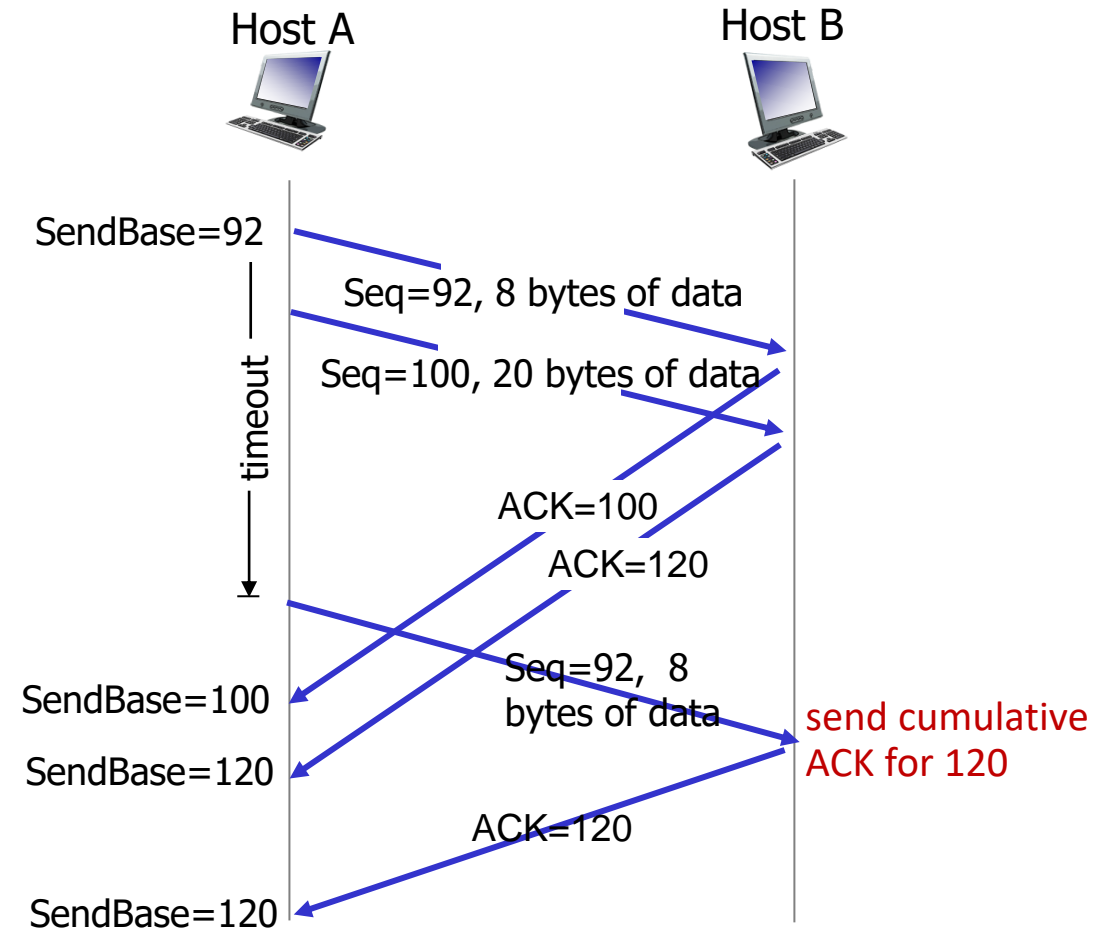 Host A
Host B
SendBase=92
Seq=92, 8 bytes of data
Seq=100, 20 bytes of data
timeout
ACK=100
ACK=120
Seq=92, 8
bytes of data
SendBase=100
send cumulative
ACK for 120
SendBase=120
ACK=120
SendBase=120